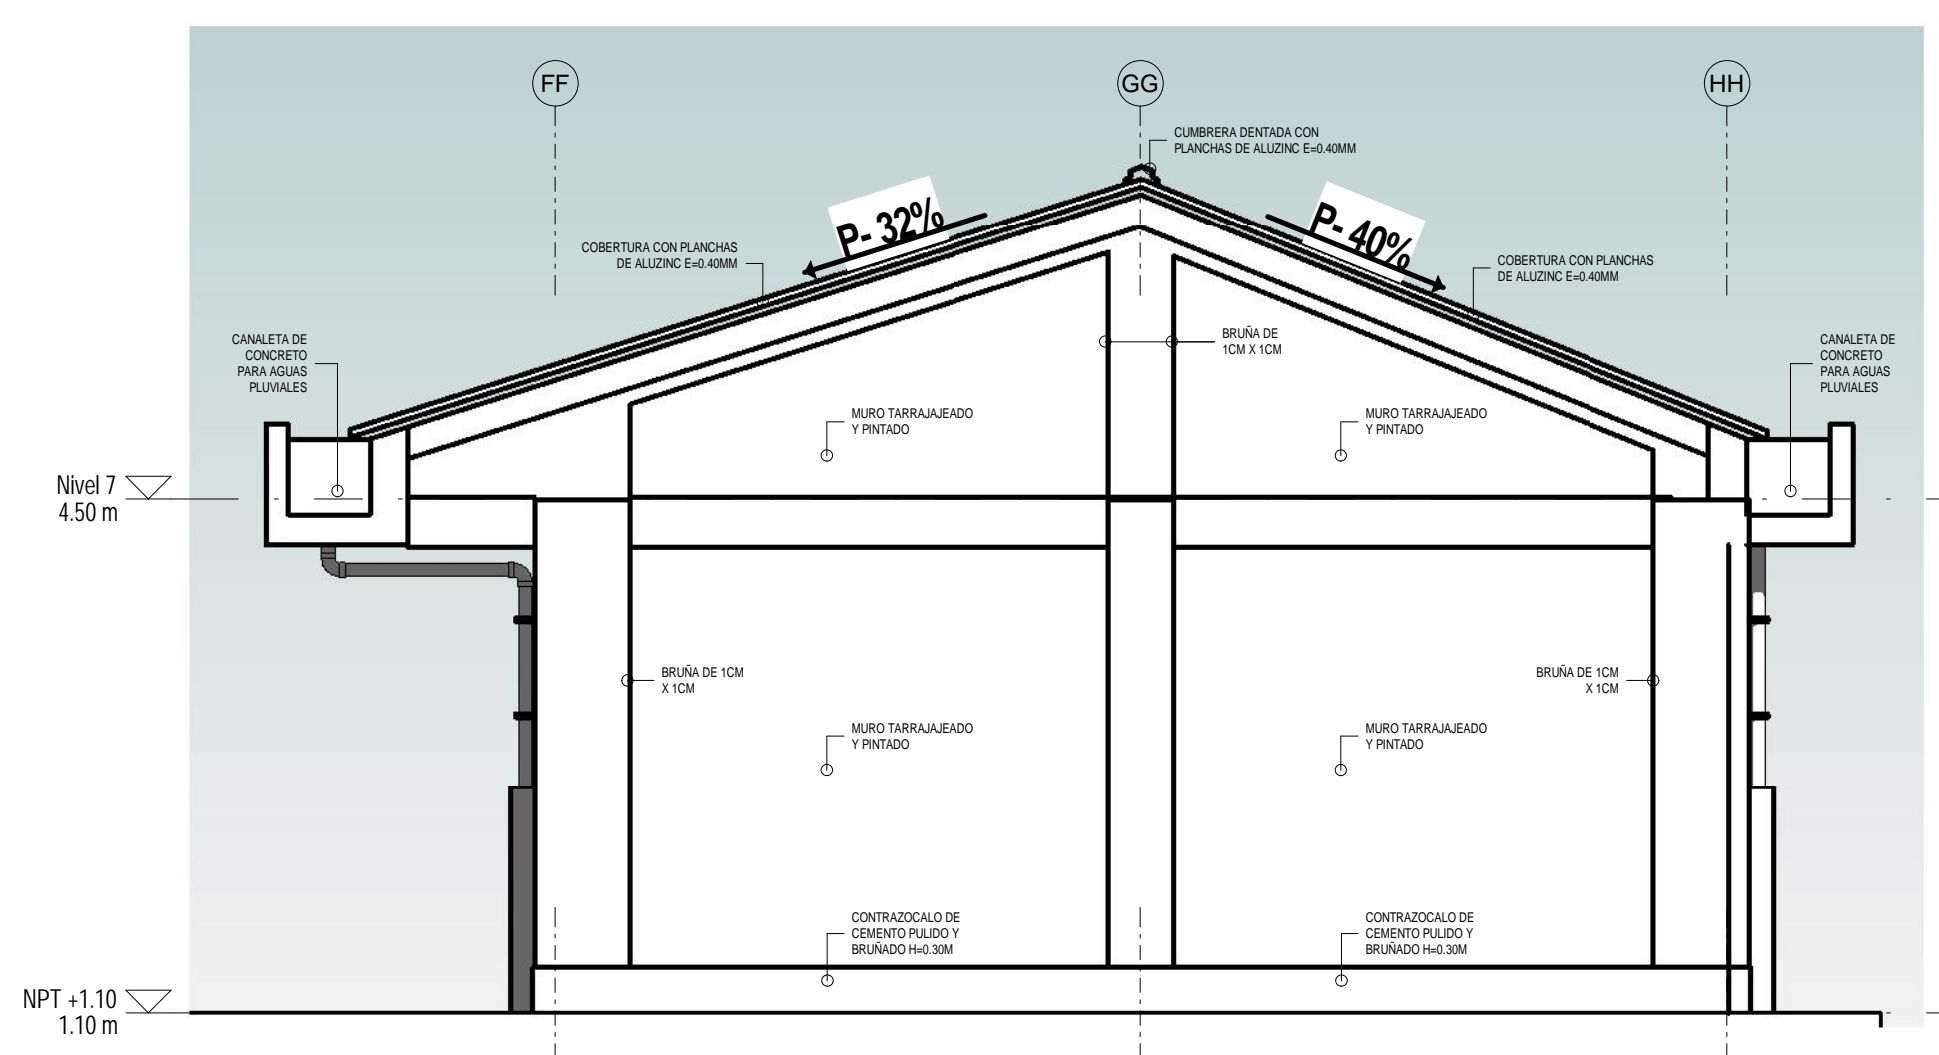 FF
GG
HH
CUMBRERA DENTADA CON
PLANCHAS DE ALUZINC E=0.40MM
P- 32%
P- 40%
COBERTURA CON PLANCHAS
DE ALUZINC E=0.40MM
COBERTURA CON PLANCHAS
DE ALUZINC E=0.40MM
CANALETA DE
CONCRETO
PARA AGUAS
PLUVIALES
BRUÑA DE
1CM X 1CM
CANALETA DE
CONCRETO
PARA AGUAS
PLUVIALES
MURO TARRAJAJEADO
Y PINTADO
MURO TARRAJAJEADO
Y PINTADO
Nivel 7
4.50 m
BRUÑA DE 1CM
X 1CM
BRUÑA DE 1CM
X 1CM
MURO TARRAJAJEADO
Y PINTADO
MURO TARRAJAJEADO
Y PINTADO
CONTRAZOCALO DE
CEMENTO PULIDO Y
BRUÑADO H=0.30M
CONTRAZOCALO DE
CEMENTO PULIDO Y
BRUÑADO H=0.30M
NPT +1.10
1.10 m